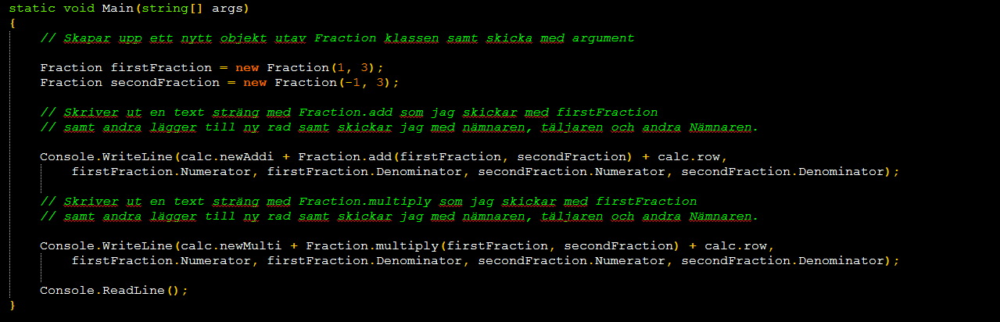 static void Main(string[] args)
{
// Skapar upp ett nytt objekt utav Fraction klassen samt skicka med argument
Fraction firstFraction = new Fraction(1, 3);
Fraction secondFraction = new Fraction(-1, 3);
// Skriver ut en text sträng med Fraction.add som jag skickar med firstFraction
// samt andra lägger till ny rad samt skickar jag med nämnaren, täljaren och andra Nämnaren.
Console.WriteLine(calc.newAddi + Fraction.add(firstFraction, secondFraction) + calc.row,
firstFraction.Numerator, firstFraction.Denominator, secondFraction.Numerator, secondFraction.Denominator);
// Skriver ut en text sträng med Fraction.multiply som jag skickar med firstFraction
// samt andra lägger till ny rad samt skickar jag med nämnaren, täljaren och andra Nämnaren.
Console.WriteLine(calc.newMulti + Fraction.multiply(firstFraction, secondFraction) + calc.row,
firstFraction.Numerator, firstFraction.Denominator, secondFraction.Numerator, secondFraction.Denominator);
Console.ReadLine();
}